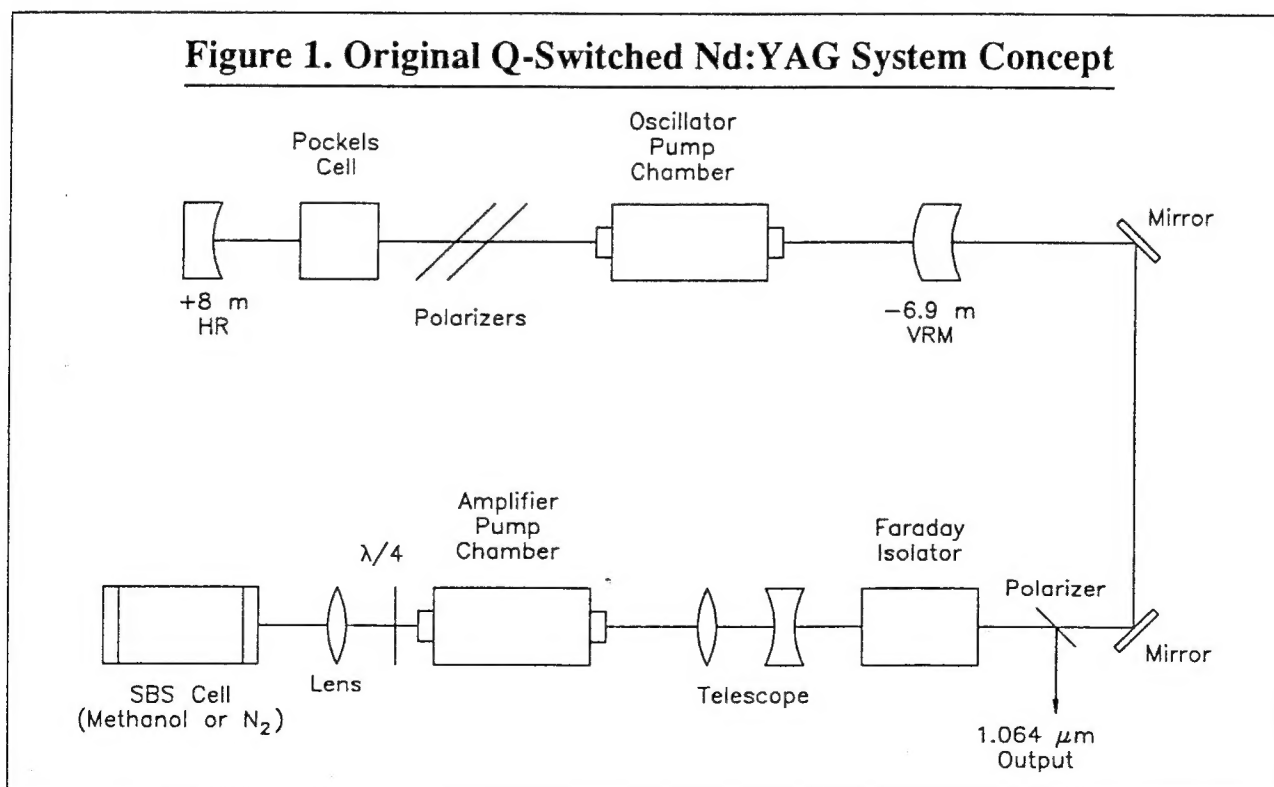 Figure 1. Original Q-Switched Nd:YAG System Concept
Pockels
Cell
Oscillator
Pump
Chamber
Mirror
+8 m
HR
Polarizers
−6.9 m
VRM
Amplifier
Pump
Chamber
λ/4
Faraday
Isolator
Polarizer
Lens
Telescope
Mirror
SBS Cell
(Methanol or N₂)
1.064 μm
Output